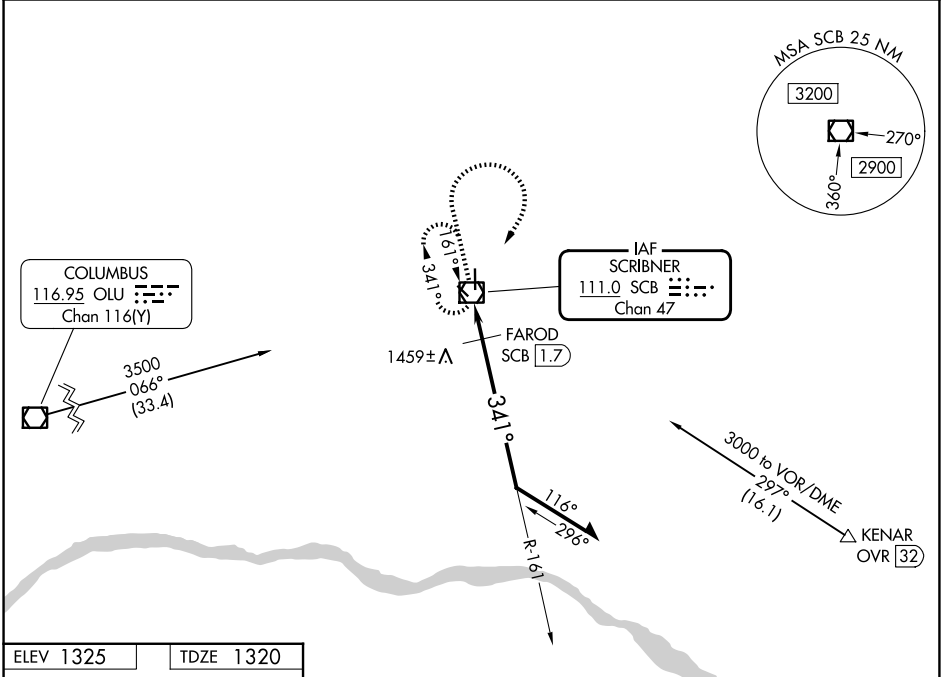 MSA SCB 25 NM
3200
270°
2900
360°
161°
341°
IAF
SCRIBNER
111.0 SCB
Chan 47
COLUMBUS
116.95 OLU
Chan 116(Y)
FAROD
SCB 1.7
1459±
3500
066°
(33.4)
341°
3000 to VOR/DME
297°
(16.1)
116°
296°
KENAR
OVR 32
R-161
ELEV 1325
TDZE 1320